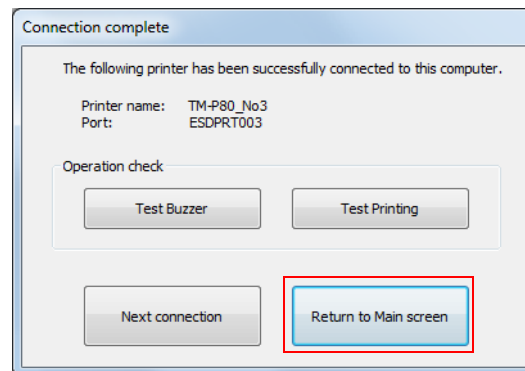 Connection complete
The following printer has been successfully connected to this computer.
Printer name: TM-P80_No3
Port: ESDPRT003
Operation check
Test Buzzer Test Printing
Next connection Return to Main screen